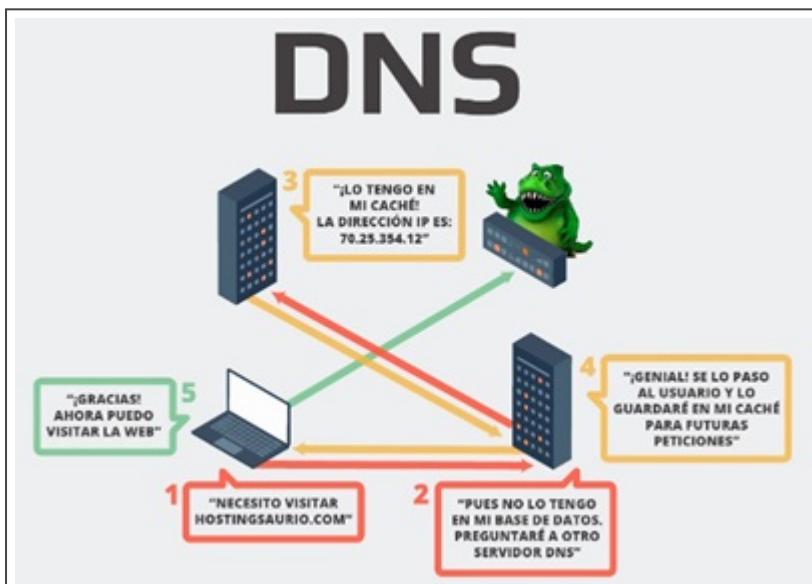 DNS
3
"¡LO TENGO EN
MI CACHÉ!
LA DIRECCIÓN IP ES:
70.25.354.12"
5
"¡GRACIAS!
AHORA PUEDO
VISITAR LA WEB"
4
"¡GENIAL! SE LO PASO
AL USUARIO Y LO
GUARDARÉ EN MI CACHÉ
PARA FUTURAS
PETICIONES"
1
"NECESITO VISITAR
HOSTINGSAURIO.COM"
2
"PUES NO LO TENGO
EN MI BASE DE DATOS.
PREGUNTARÉ A OTRO
SERVIDOR DNS"